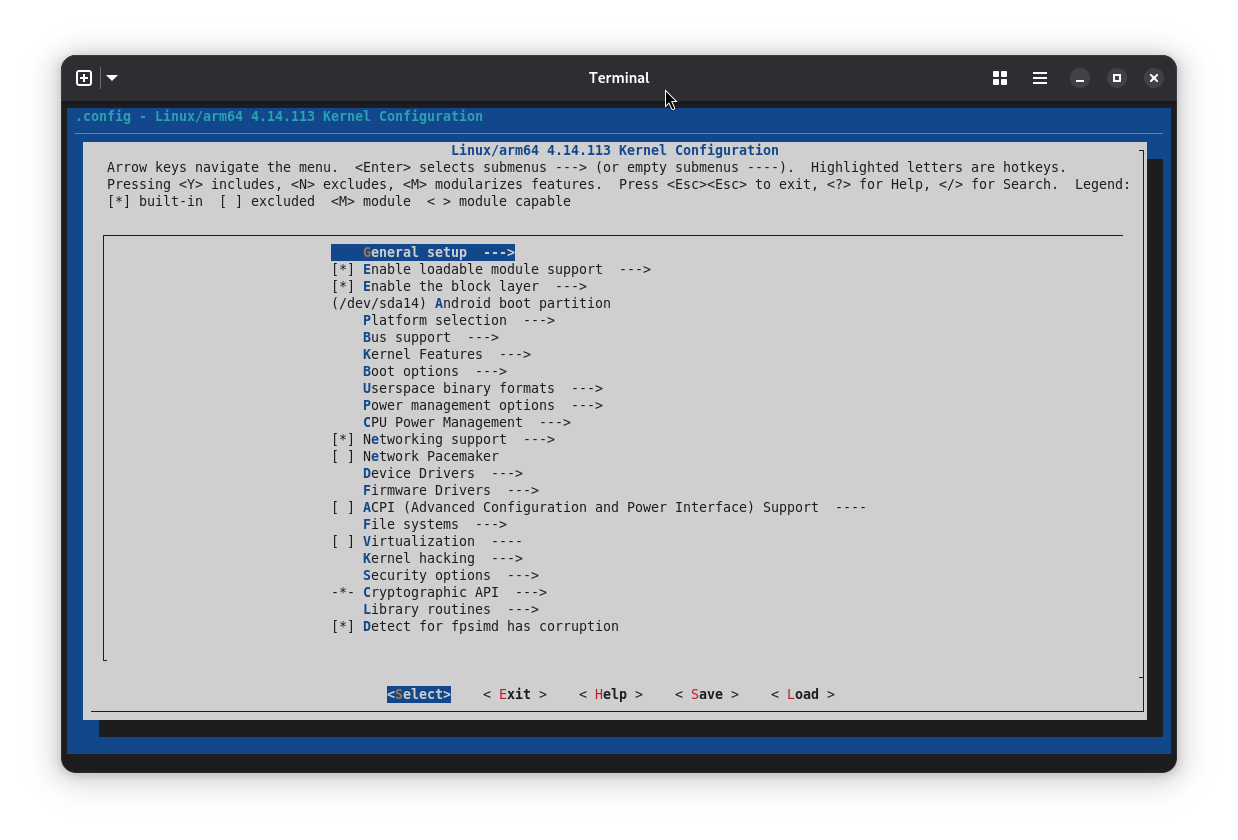 Terminal
.config - Linux/arm64 4.14.113 Kernel Configuration
Linux/arm64 4.14.113 Kernel Configuration
Arrow keys navigate the menu.  <Enter> selects submenus ---> (or empty submenus ----).  Highlighted letters are hotkeys.
Pressing <Y> includes, <N> excludes, <M> modularizes features.  Press <Esc><Esc> to exit, <?> for Help, </> for Search.  Legend:
[*] built-in  [ ] excluded  <M> module  < > module capable
General setup  --->
[*] Enable loadable module support  --->
[*] Enable the block layer  --->
(/dev/sda14) Android boot partition
Platform selection  --->
Bus support  --->
Kernel Features  --->
Boot options  --->
Userspace binary formats  --->
Power management options  --->
CPU Power Management  --->
[*] Networking support  --->
[ ] Network Pacemaker
Device Drivers  --->
Firmware Drivers  --->
[ ] ACPI (Advanced Configuration and Power Interface) Support  ----
File systems  --->
[ ] Virtualization  ----
Kernel hacking  --->
Security options  --->
-*- Cryptographic API  --->
Library routines  --->
[*] Detect for fpsimd has corruption
<Select>    < Exit >    < Help >    < Save >    < Load >